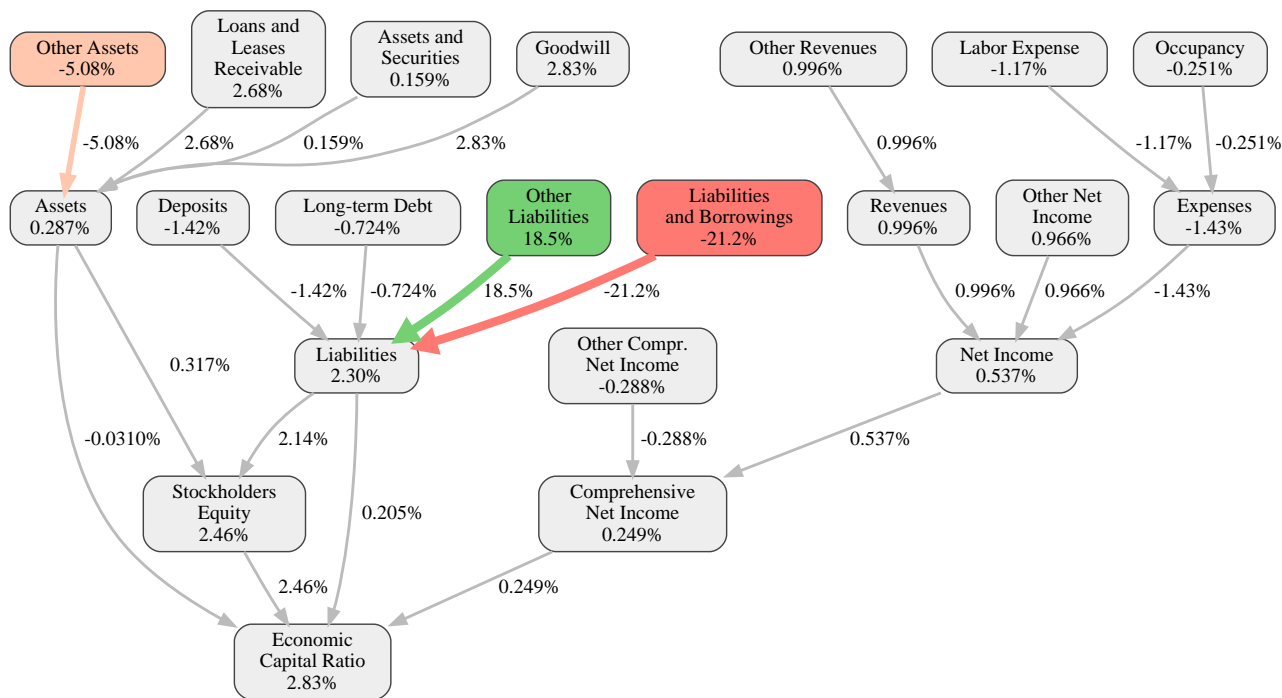 Other Assets
-5.08%
Loans and
Leases
Receivable
2.68%
Assets and
Securities
0.159%
Goodwill
2.83%
Other Revenues
0.996%
Labor Expense
-1.17%
Occupancy
-0.251%
-5.08%
2.68%
0.159%
2.83%
0.996%
-1.17%
-0.251%
Assets
0.287%
Deposits
-1.42%
Long-term Debt
-0.724%
Other
Liabilities
18.5%
Liabilities
and Borrowings
-21.2%
Revenues
0.996%
Other Net
Income
0.966%
Expenses
-1.43%
-1.42%
-0.724%
18.5%
-21.2%
0.996%
0.966%
-1.43%
0.317%
Liabilities
2.30%
Other Compr.
Net Income
-0.288%
Net Income
0.537%
-0.0310%
2.14%
-0.288%
0.537%
Stockholders
Equity
2.46%
0.205%
Comprehensive
Net Income
0.249%
2.46%
0.249%
Economic
Capital Ratio
2.83%